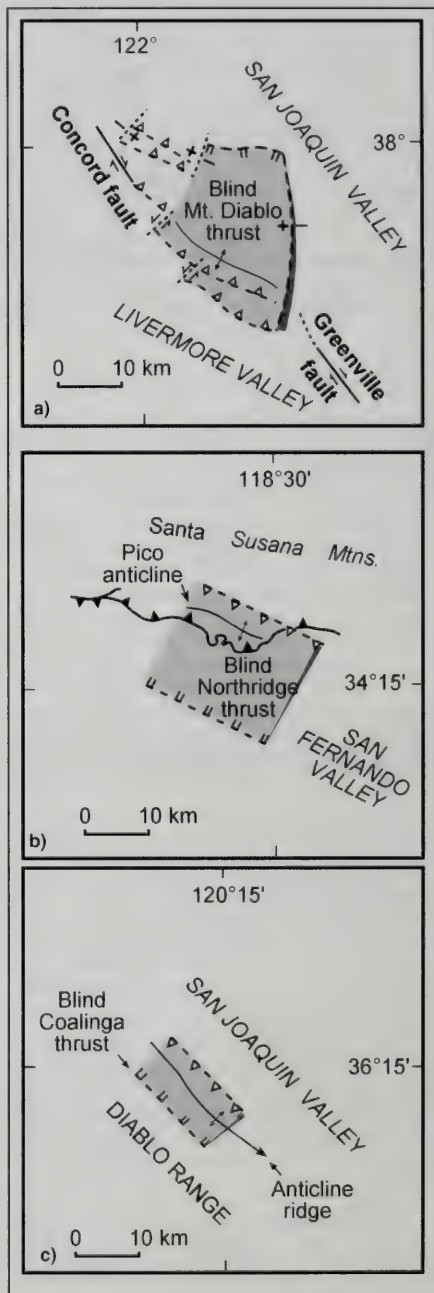 122°
SAN JOAQUIN VALLEY
38°
Concord fault
Blind
Mt. Diablo
thrust
Greenville
fault
LIVERMORE VALLEY
0 10 km
a)
118°30'
Santa Susana Mtns.
Pico
anticline
Blind
Northridge
thrust
34°15'
SAN
FERNANDO
VALLEY
0 10 km
b)
120°15'
Blind
Coalinga
thrust
SAN JOAQUIN VALLEY
36°15'
DIABLO RANGE
Anticline
ridge
0 10 km
c)